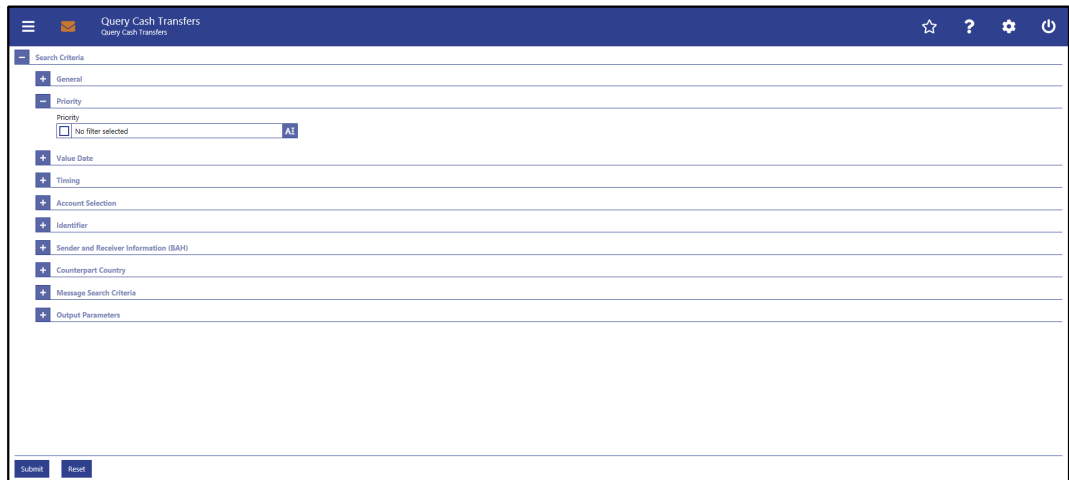 Query Cash Transfers
Query Cash Transfers
?
Search Criteria
General
Priority
Priority
No filter selected
AI
Value Date
Timing
Account Selection
Identifier
Sender and Receiver Information (BAH)
Counterpart Country
Message Search Criteria
Output Parameters
Submit Reset